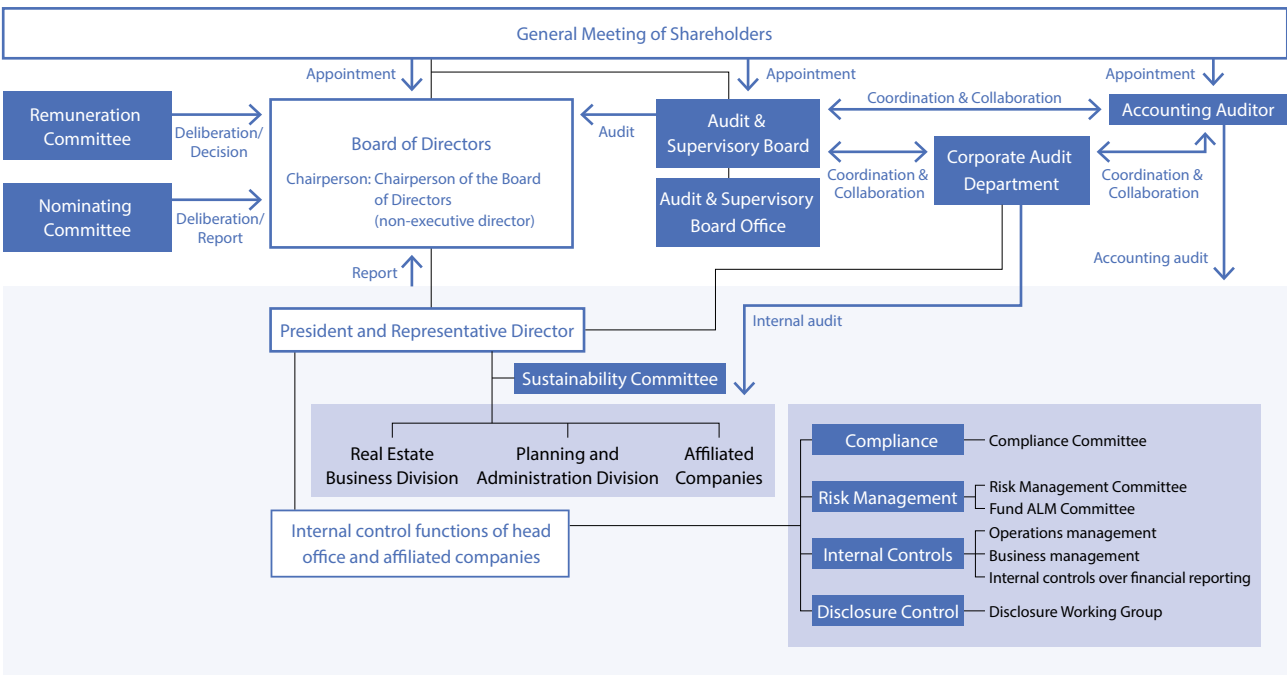 General Meeting of Shareholders
Appointment
Appointment
Appointment
Remuneration
Committee
Deliberation/
Decision
Nominating
Committee
Deliberation/
Report
Board of Directors
Chairperson: Chairperson of the Board
of Directors
(non-executive director)
Audit
Audit &
Supervisory Board
Audit & Supervisory
Board Office
Coordination & Collaboration
Accounting Auditor
Coordination &
Collaboration
Corporate Audit
Department
Coordination &
Collaboration
Report
Accounting audit
President and Representative Director
Internal audit
Sustainability Committee
Real Estate
Business Division
Planning and
Administration Division
Affiliated
Companies
Internal control functions of head
office and affiliated companies
Compliance
Compliance Committee
Risk Management
Risk Management Committee
Fund ALM Committee
Internal Controls
Operations management
Business management
Internal controls over financial reporting
Disclosure Control
Disclosure Working Group